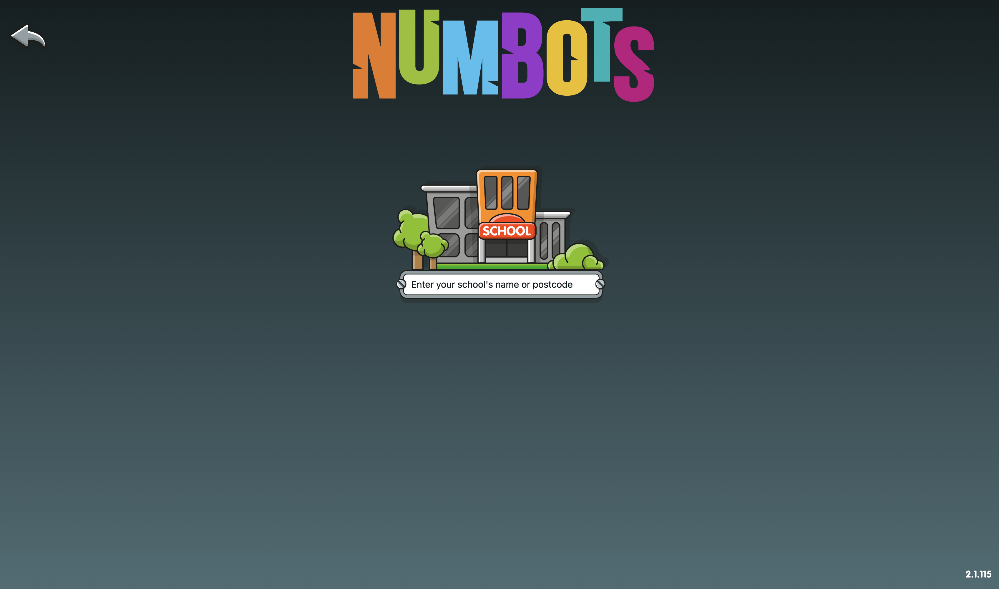 NUMBOTS
SCHOOL
Enter your school's name or postcode
2.1.115